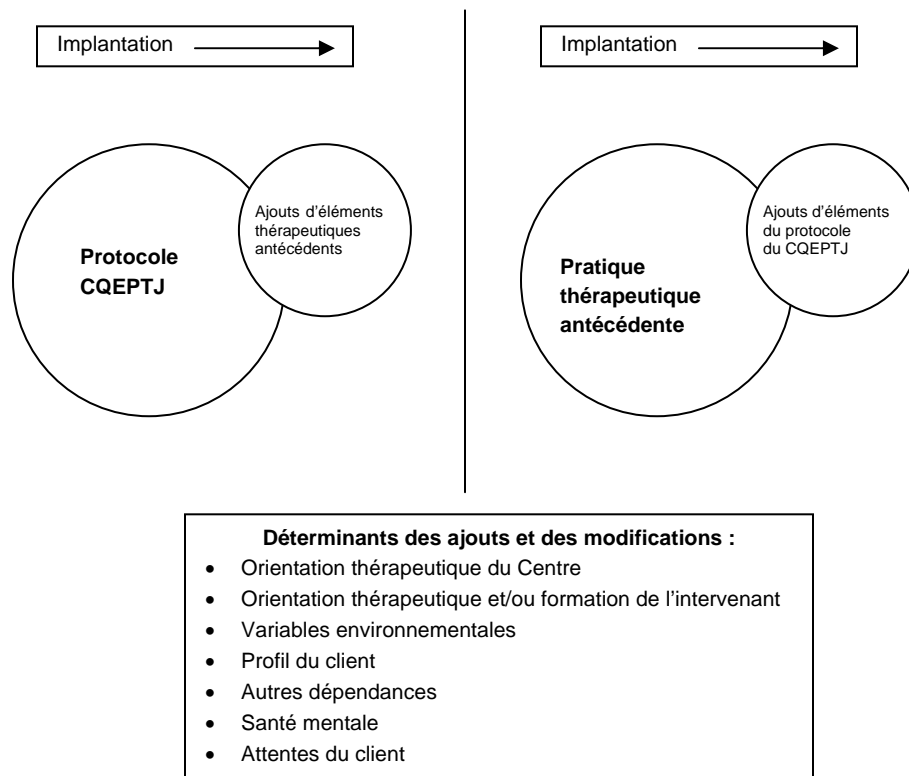 Implantation
Implantation
Protocole
CQEPTJ
Ajouts d'éléments
thérapeutiques
antécédents
Pratique
thérapeutique
antécédente
Ajouts d'éléments
du protocole
du CQEPTJ
Déterminants des ajouts et des modifications :
• Orientation thérapeutique du Centre
• Orientation thérapeutique et/ou formation de l'intervenant
• Variables environnementales
• Profil du client
• Autres dépendances
• Santé mentale
• Attentes du client